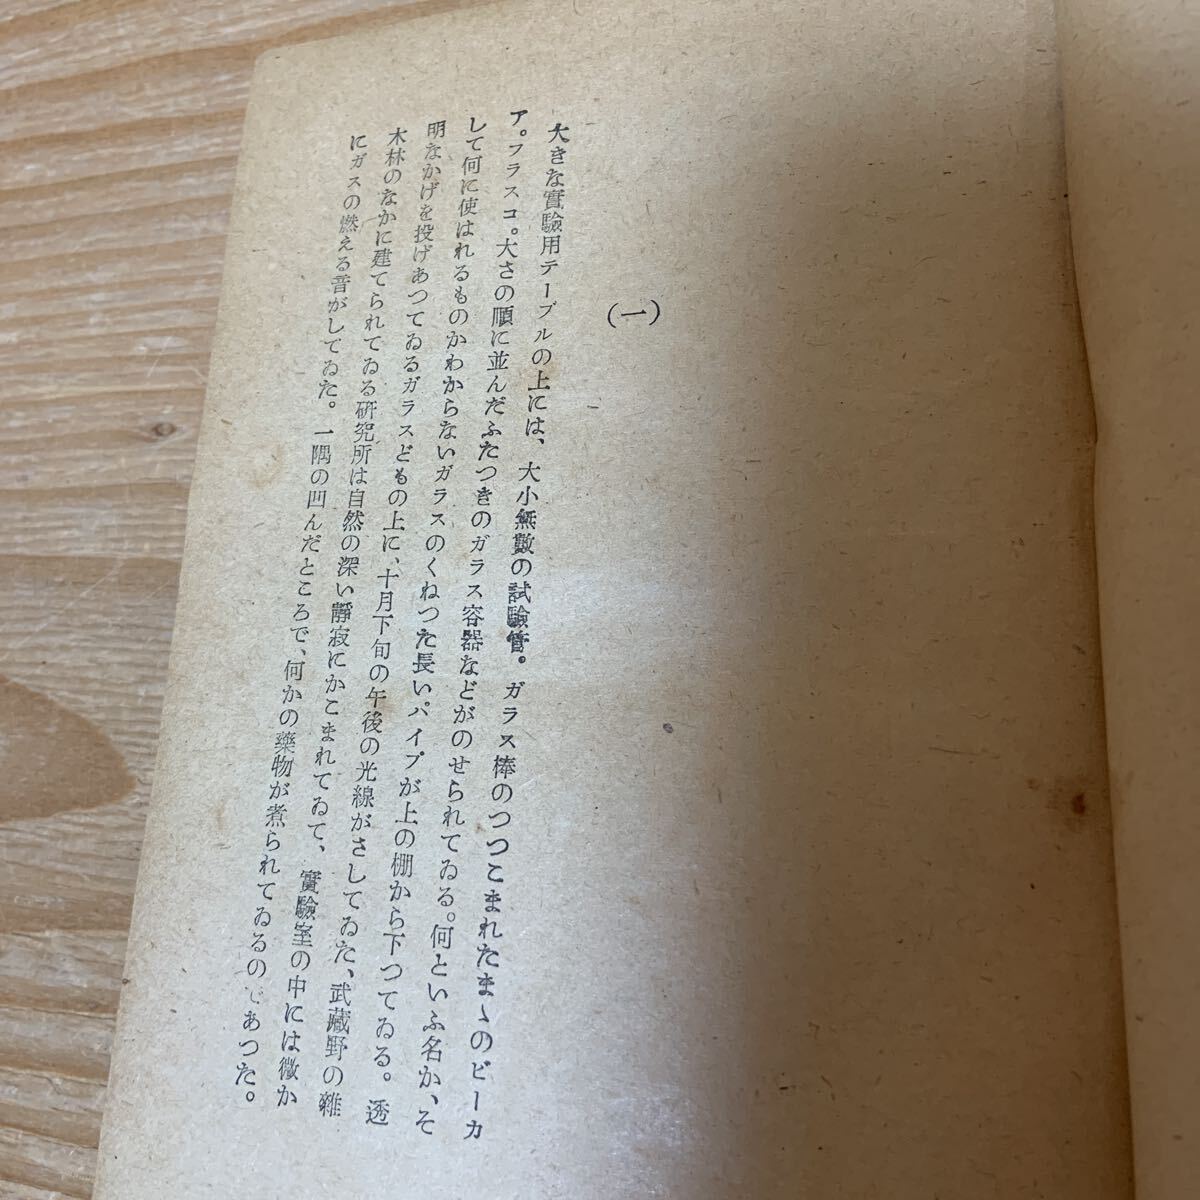 (一)
大きな實驗用テーブルの上には、大小無數の試驗管。ガラス棒のつつこまれたまゝのビーカ
ア。フラスコ。大さの順に並んだふたつきのガラス容器などがのせられてゐる。何といふ名か、そ
して何に使はれるものかわからないガラスのくねつた長いパイプが上の棚から下つてゐる。透
明なかげを投げあつてゐるガラスどもの上に、十月下旬の午後の光線がさしてゐた、武藏野の雜
木林のなかに建てられてゐる研究所は自然の深い靜寂にかこまれてゐて、實驗室の中には微か
にガスの燃える音がしてゐた。一隅の凹んだところで、何かの藥物が煮られてゐるのであつた。